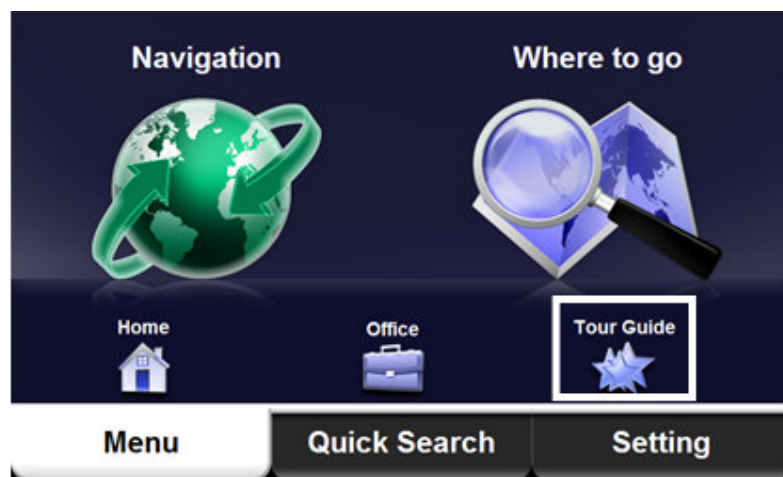 Navigation
Where to go
Home
Office
Tour Guide
Menu
Quick Search
Setting